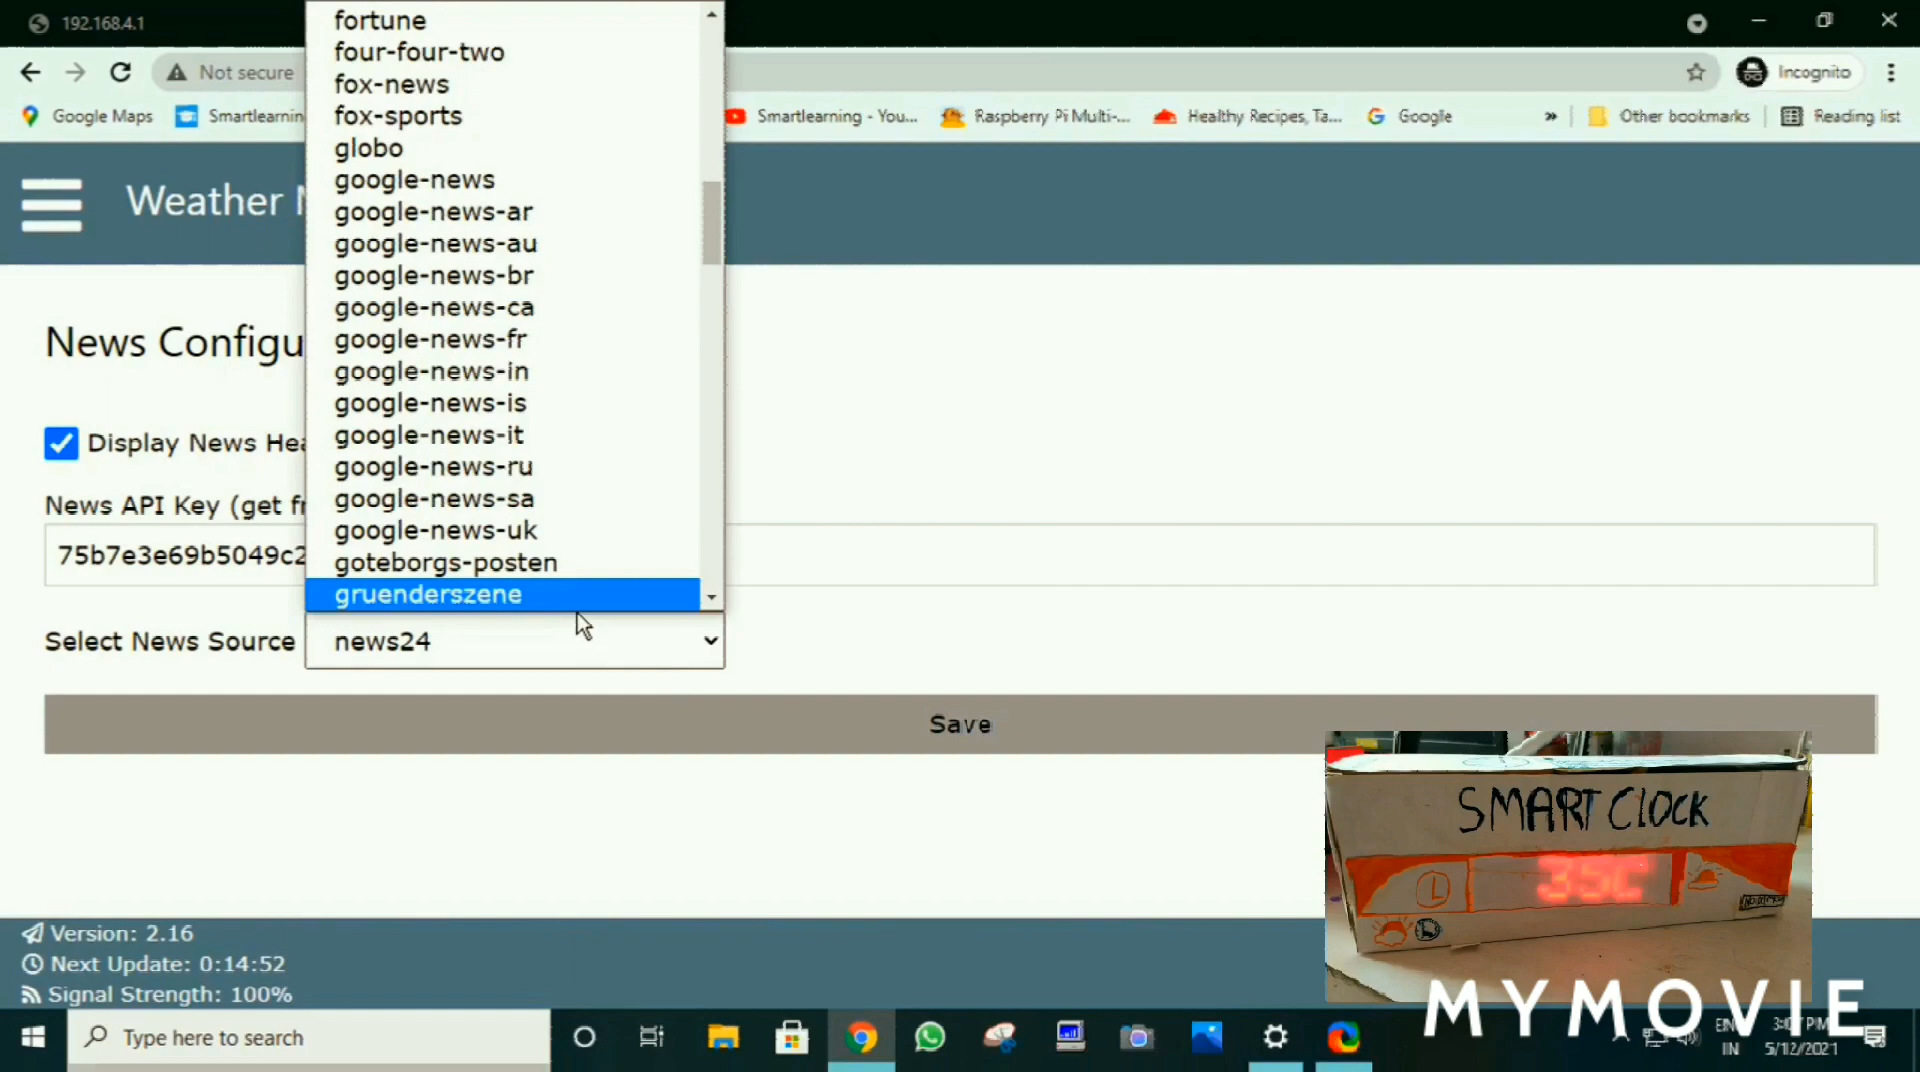 192.168.4.1
Not secure
Incognito
Google Maps
Smartlearnin
Smartlearning - You...
Raspberry Pi Multi-...
Healthy Recipes, Ta...
Google
»
Other bookmarks
Reading list
Weather
fortune
four-four-two
fox-news
fox-sports
globo
google-news
google-news-ar
google-news-au
google-news-br
google-news-ca
google-news-fr
google-news-in
google-news-is
google-news-it
google-news-ru
google-news-sa
google-news-uk
goteborgs-posten
gruenderszene
News Configu
Display News Hea
News API Key (get fr
75b7e3e69b5049c2
Select News Source
news24
Save
SMART CLOCK
35C
Version: 2.16
Next Update: 0:14:52
Signal Strength: 100%
MYMOVIE
Type here to search
IN
5/12/2021